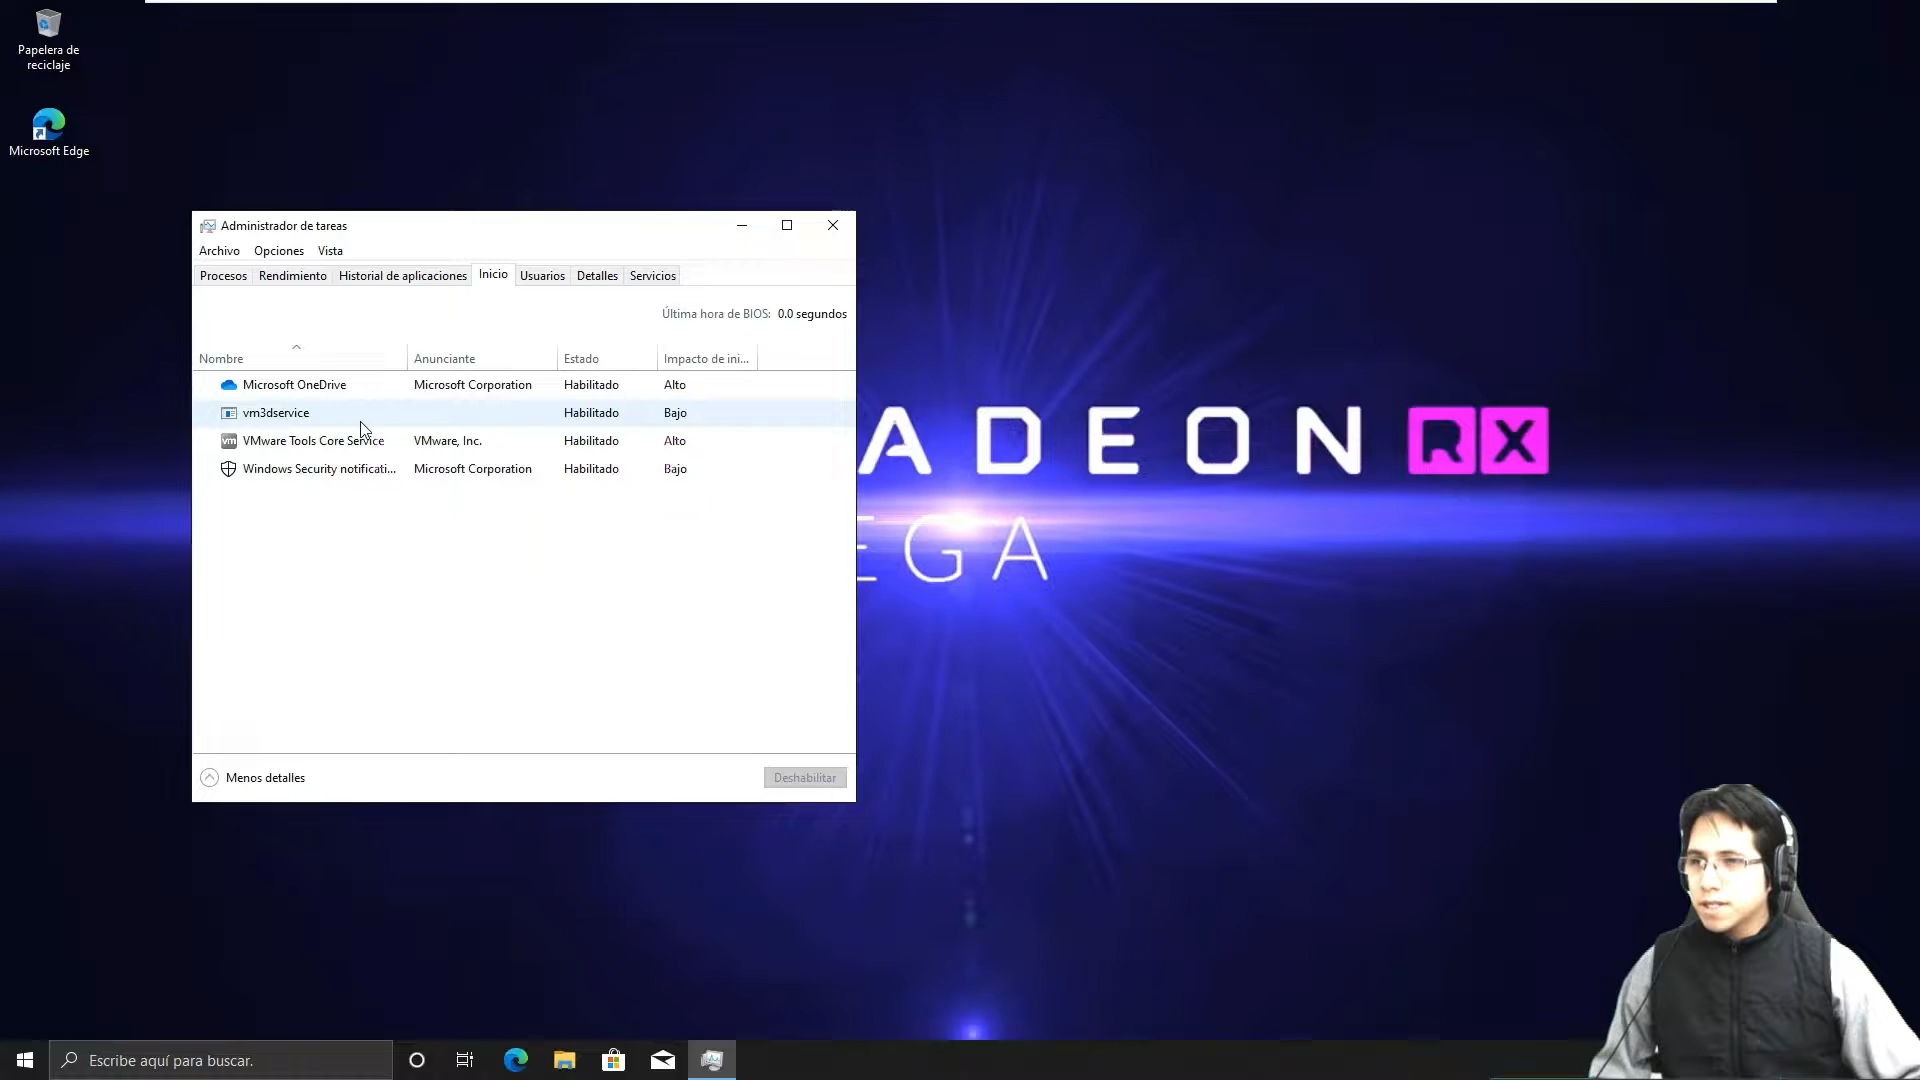 Papelera de
reciclaje
Microsoft Edge
Administrador de tareas
Archivo Opciones Vista
Procesos Rendimiento Historial de aplicaciones Inicio Usuarios Detalles Servicios
Última hora de BIOS: 0.0 segundos
Nombre Anunciante Estado Impacto de ini...
Microsoft OneDrive Microsoft Corporation Habilitado Alto
vm3dservice Habilitado Bajo
vm VMware Tools Core Service VMware, Inc. Habilitado Alto
Windows Security notificati... Microsoft Corporation Habilitado Bajo
Menos detalles Deshabilitar
ADEON RX
EGA
Escribe aquí para buscar.